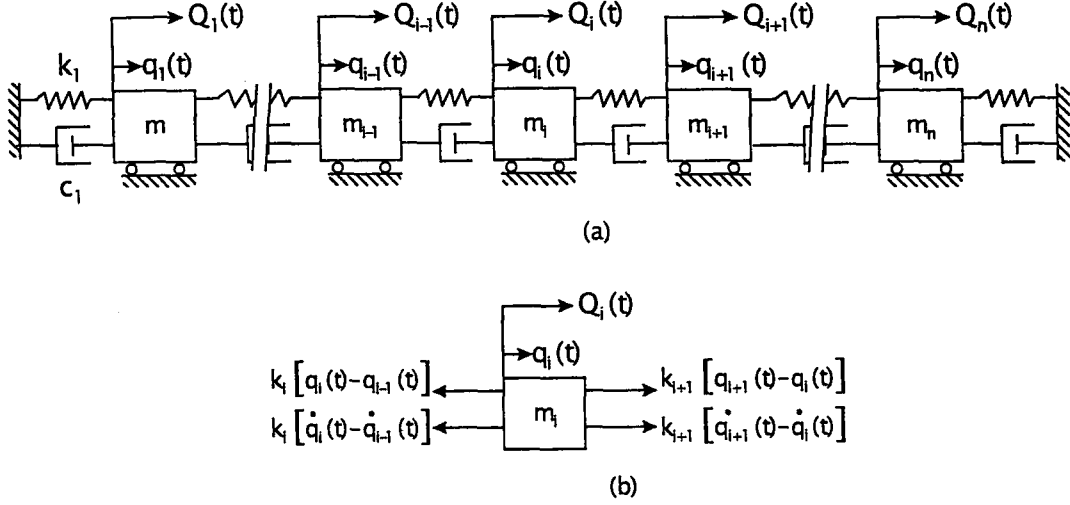 Q₁(t) Qᵢ₋₁(t) Qᵢ(t) Qᵢ₊₁(t) Qₙ(t)
k₁ q₁(t) qᵢ₋₁(t) qᵢ(t) qᵢ₊₁(t) qₙ(t)
m mᵢ₋₁ mᵢ mᵢ₊₁ mₙ
c₁
(a)
Qᵢ(t)
qᵢ(t)
kᵢ [qᵢ(t)-qᵢ₋₁(t)] kᵢ₊₁ [qᵢ₊₁(t)-qᵢ(t)]
mᵢ
kᵢ [q̇ᵢ(t)-q̇ᵢ₋₁(t)] kᵢ₊₁ [q̇ᵢ₊₁(t)-q̇ᵢ(t)]
(b)